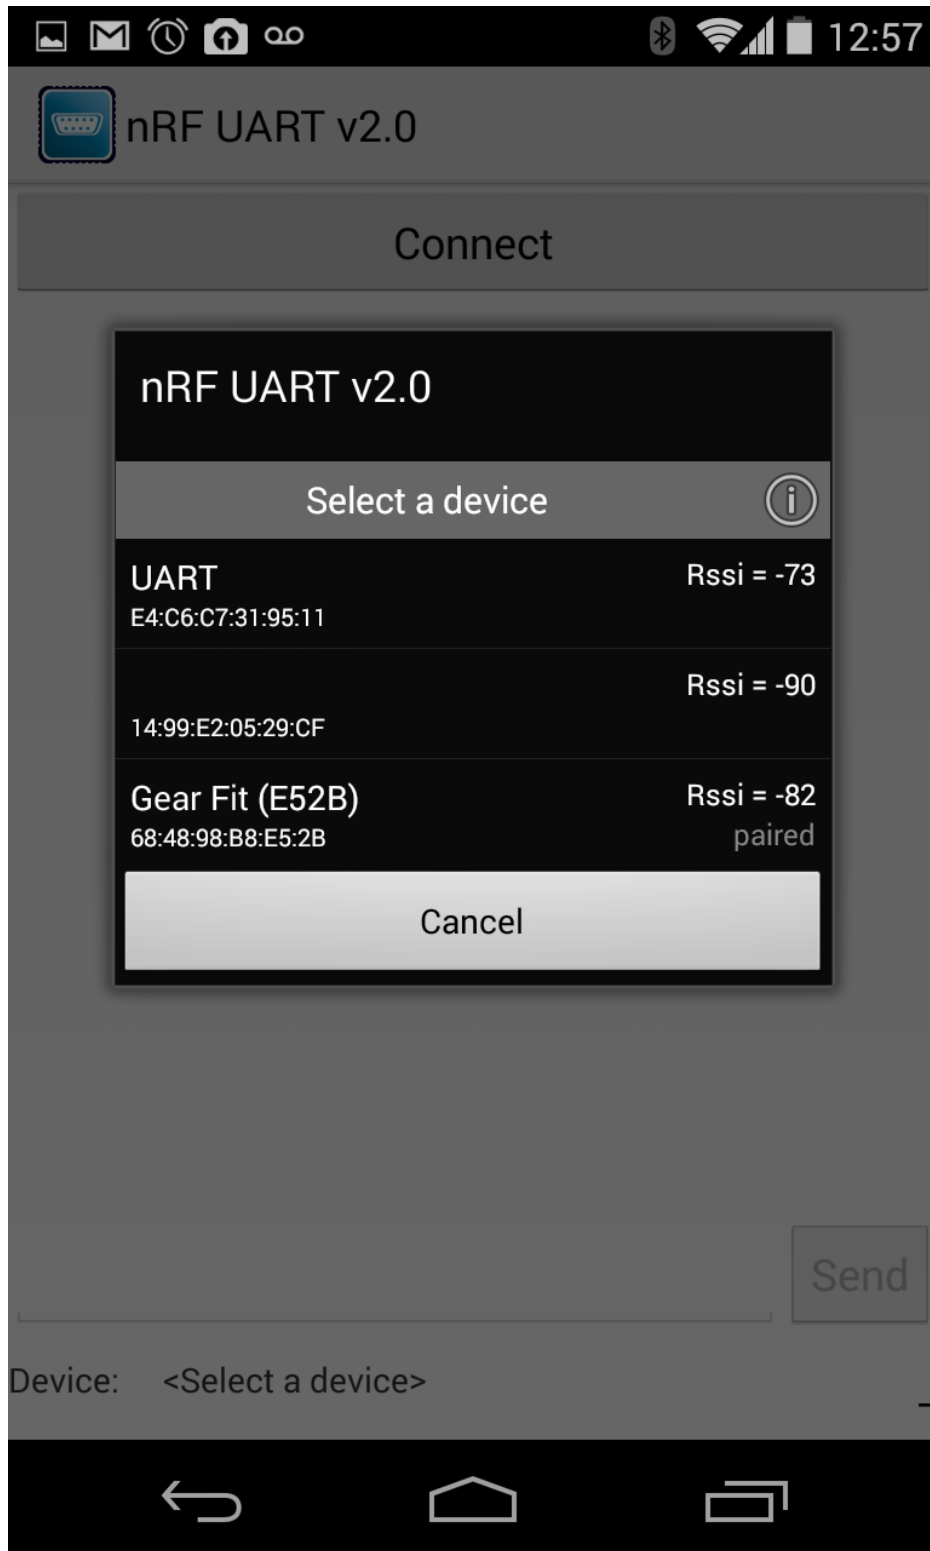 12:57
nRF UART v2.0
Connect
nRF UART v2.0
Select a device
UART
Rssi = -73
E4:C6:C7:31:95:11
Rssi = -90
14:99:E2:05:29:CF
Gear Fit (E52B)
Rssi = -82
68:48:98:B8:E5:2B
paired
Cancel
Send
Device: <Select a device>